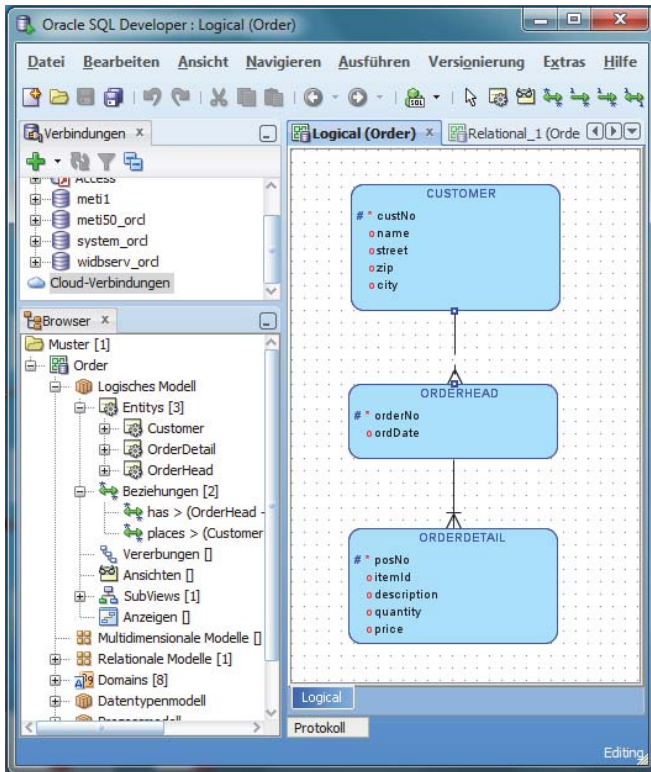 Oracle SQL Developer : Logical (Order)
Datei Bearbeiten Ansicht Navigieren Ausführen Versionierung Extras Hilfe
SQL
Verbindungen x
Access
meti1
meti50_orcl
system_orcl
widbserv_orcl
Cloud-Verbindungen
Browser x
Muster [1]
Order
Logisches Modell
Entitys [3]
Customer
OrderDetail
OrderHead
Beziehungen [2]
has > (OrderHead -
places > (Customer
Vererbungen []
Ansichten []
SubViews [1]
Anzeigen []
Multidimensionale Modelle []
Relationale Modelle [1]
Domains [8]
Datentypenmodell
Logical (Order) x Relational_1 (Orde
CUSTOMER
# * custNo
o name
o street
o zip
o city
ORDERHEAD
# * orderNo
o ordDate
ORDERDETAIL
# * posNo
o itemId
o description
o quantity
o price
Logical
Protokoll
Editing